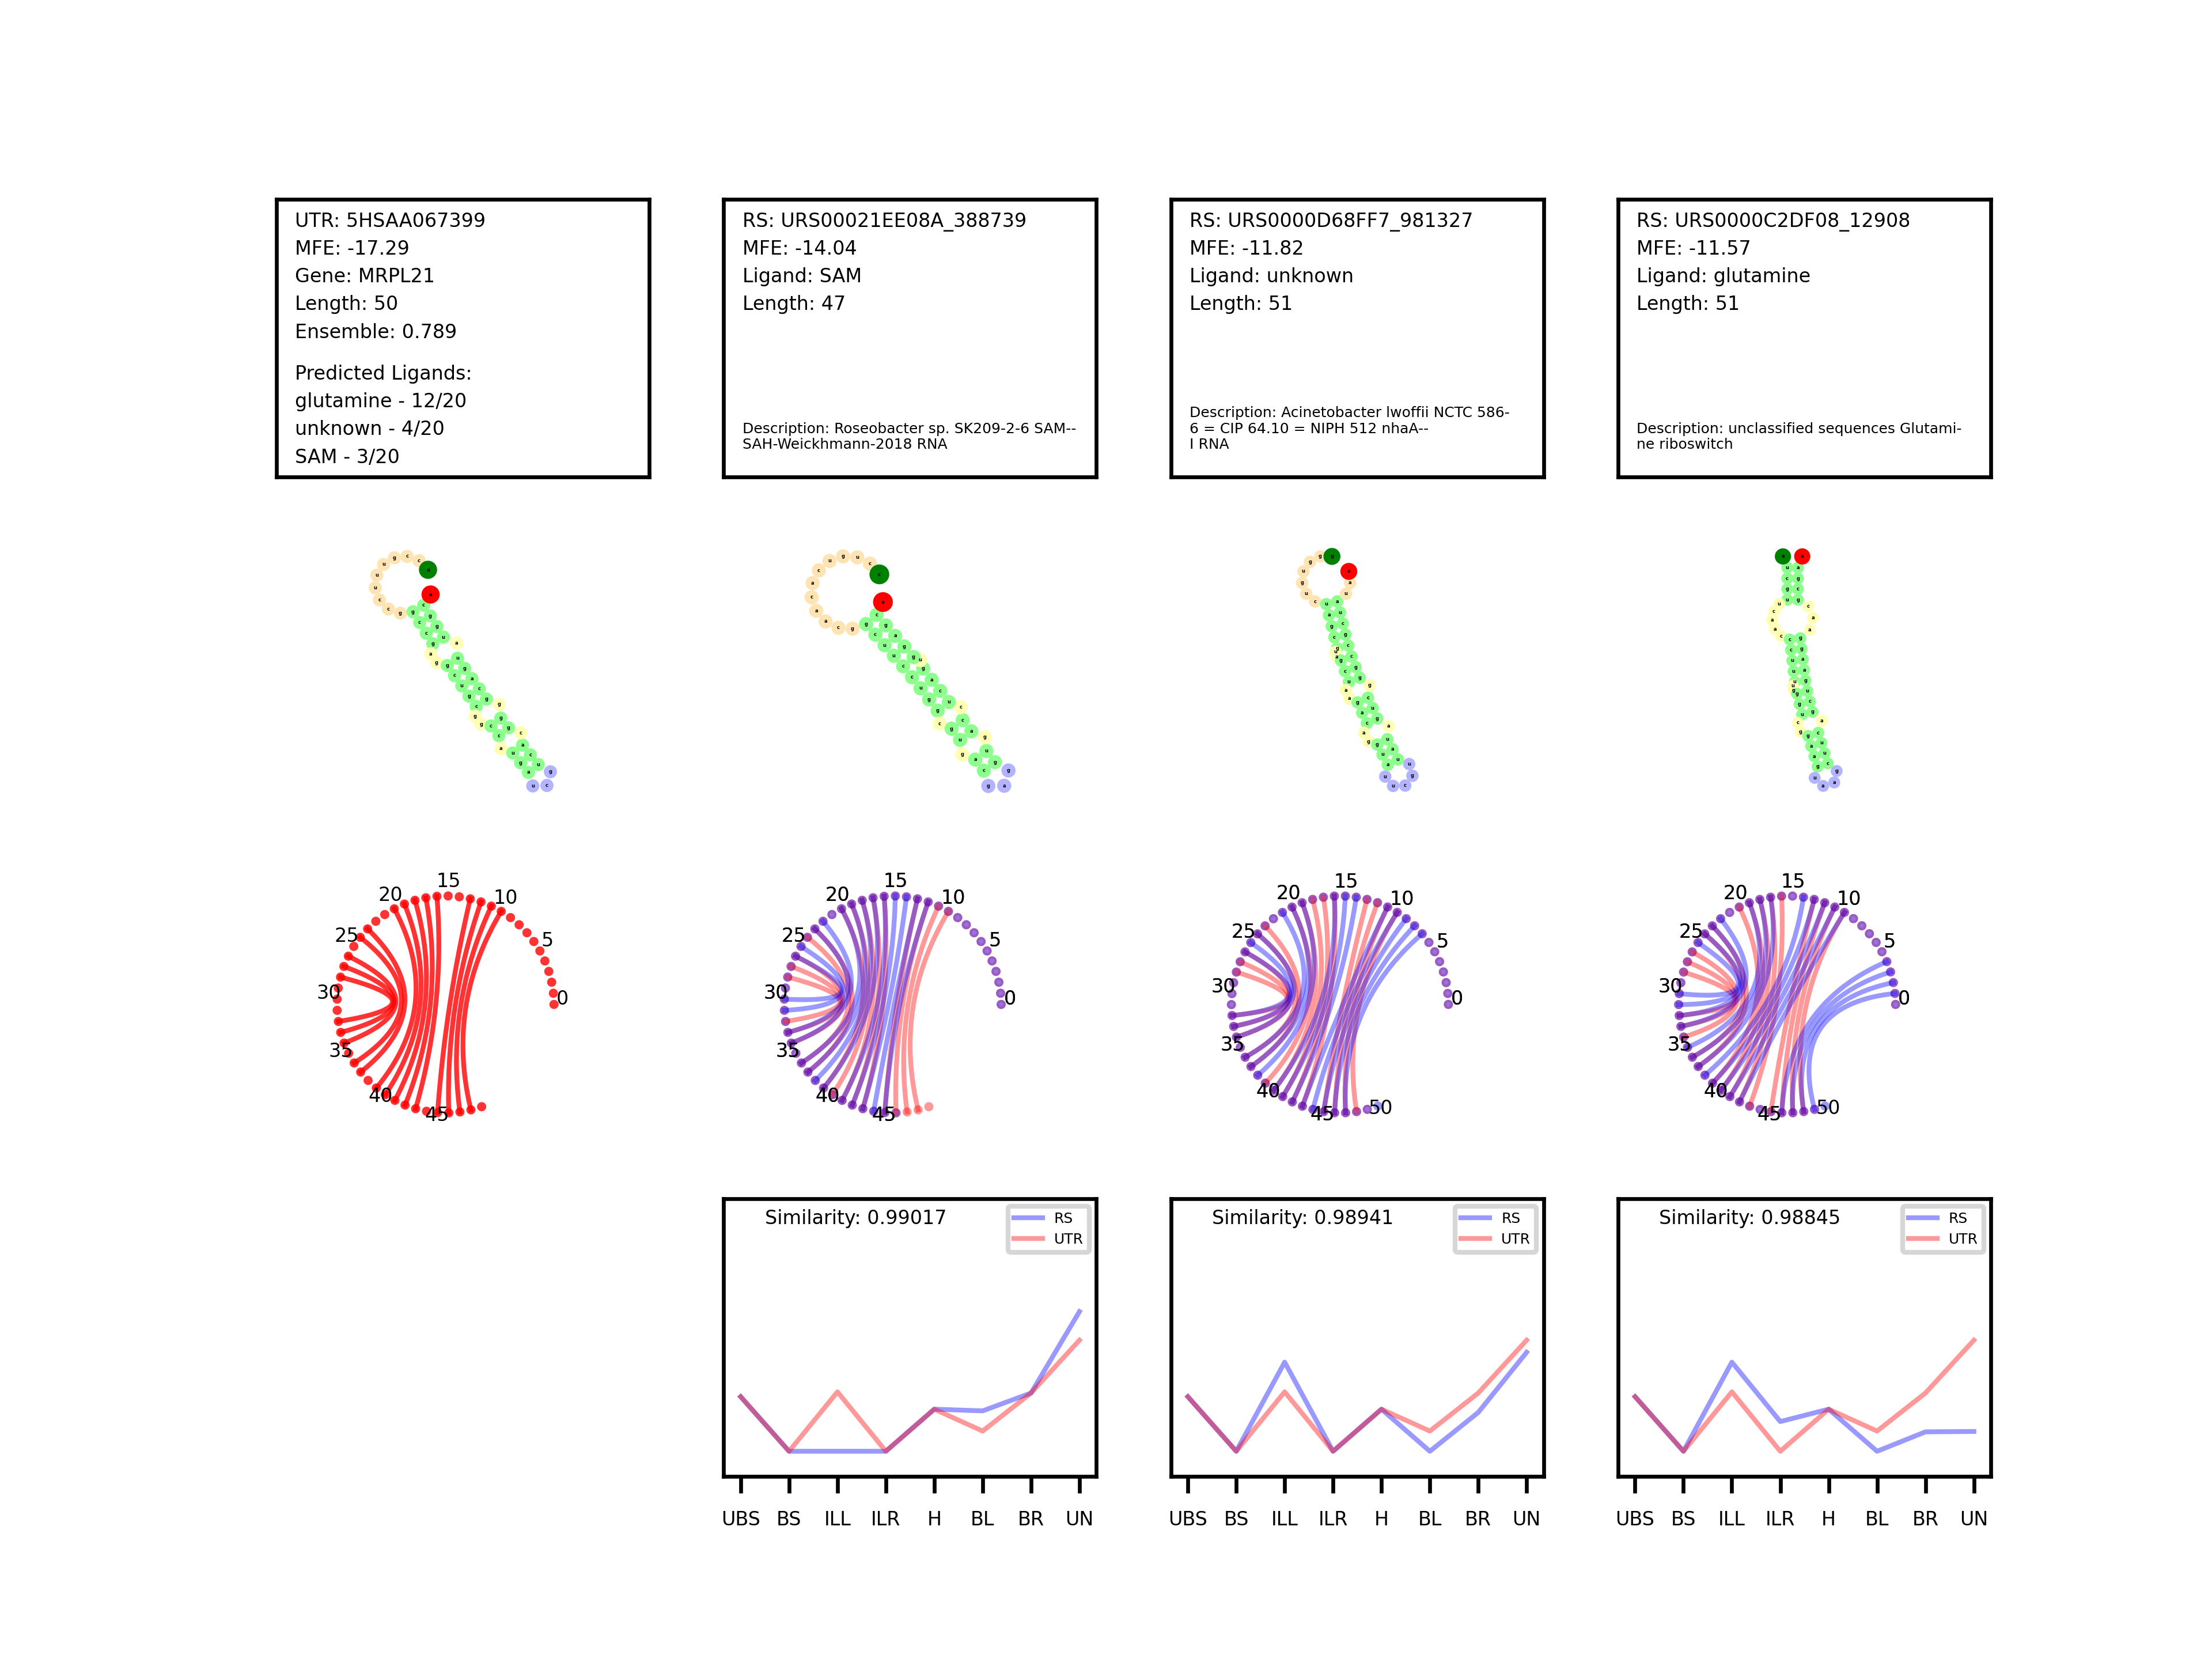 UTR: 5HSAA067399
MFE: -17.29
Gene: MRPL21
Length: 50
Ensemble: 0.789
Predicted Ligands:
glutamine - 12/20
unknown - 4/20
SAM - 3/20
RS: URS00021EE08A_388739
MFE: -14.04
Ligand: SAM
Length: 47
Description: Roseobacter sp. SK209-2-6 SAM--
SAH-Weickhmann-2018 RNA
RS: URS0000D68FF7_981327
MFE: -11.82
Ligand: unknown
Length: 51
Description: Acinetobacter lwoffii NCTC 586-
6 = CIP 64.10 = NIPH 512 nhaA--
I RNA
RS: URS0000C2DF08_12908
MFE: -11.57
Ligand: glutamine
Length: 51
Description: unclassified sequences Glutami-
ne riboswitch
0
5
10
15
20
25
30
35
40
45
0
5
10
15
20
25
30
35
40
45
0
5
10
15
20
25
30
35
40
45
50
0
5
10
15
20
25
30
35
40
45
50
Similarity: 0.99017
RS
UTR
UBS BS ILL ILR H BL BR UN
Similarity: 0.98941
RS
UTR
UBS BS ILL ILR H BL BR UN
Similarity: 0.98845
RS
UTR
UBS BS ILL ILR H BL BR UN